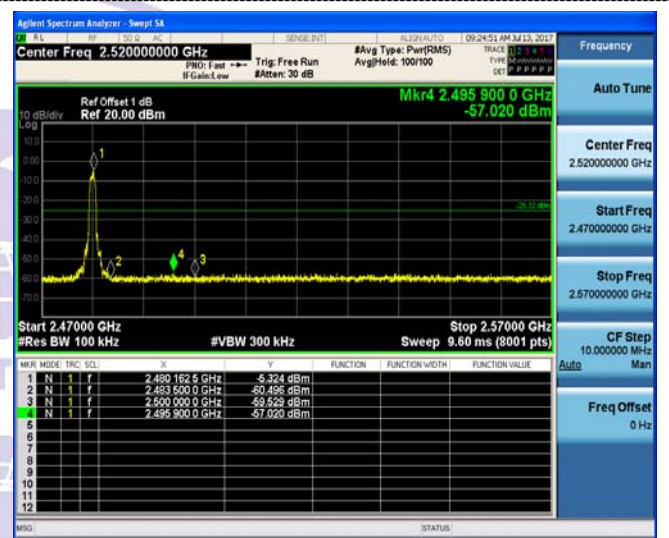 Agilent Spectrum Analyzer - Swept SA
RL RF 50 Ω AC SENSE:INT ALIGN AUTO 09:24:51 AM Jul 13, 2017
Center Freq 2.520000000 GHz
PNO: Fast Trig: Free Run
IFGain:Low #Atten: 30 dB
#Avg Type: Pwr(RMS)
Avg|Hold: 100/100
TRACE 1 2 3 4 5 6
TYPE M
DET P P P P P P
Ref Offset 1 dB
10 dB/div Ref 20.00 dBm
Log
Mkr4 2.495 900 0 GHz
-57.020 dBm
10.0
0.00
-10.0
-20.0
-30.0
-40.0
-50.0
-60.0
-70.0
1
2
4
3
Start 2.47000 GHz Stop 2.57000 GHz
#Res BW 100 kHz #VBW 300 kHz Sweep 9.60 ms (8001 pts)
MKR MODE TRC SCL X Y FUNCTION FUNCTION WIDTH FUNCTION VALUE
1 N 1 f 2.480 162 5 GHz -5.324 dBm
2 N 1 f 2.483 500 0 GHz -60.496 dBm
3 N 1 f 2.500 000 0 GHz -59.529 dBm
4 N 1 f 2.495 900 0 GHz -57.020 dBm
5
6
7
8
9
10
11
12
MSG STATUS
Frequency
Auto Tune
Center Freq
2.520000000 GHz
Start Freq
2.470000000 GHz
Stop Freq
2.570000000 GHz
CF Step
10.000000 MHz
Auto Man
Freq Offset
0 Hz